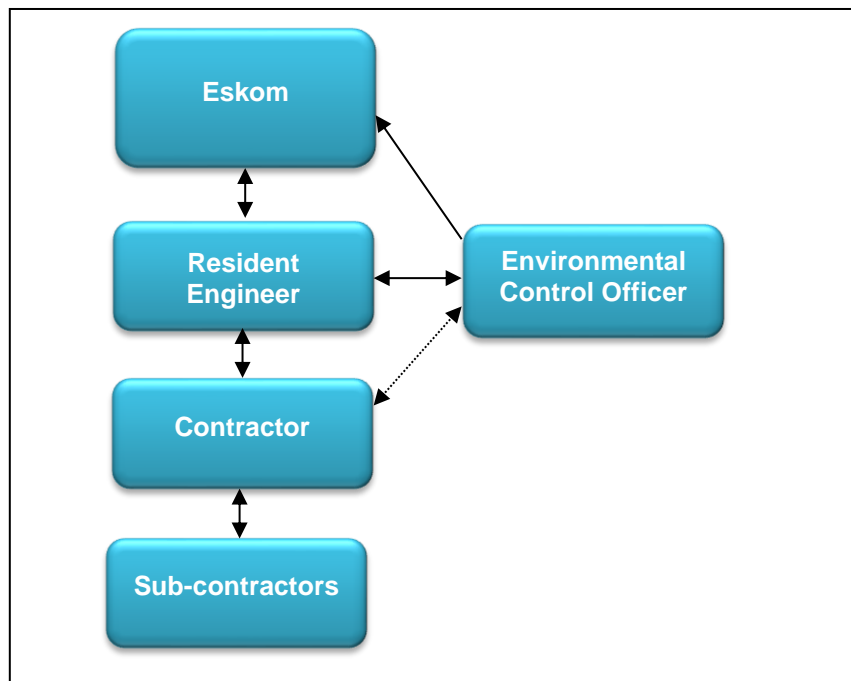 Eskom
Resident
Engineer
Environmental
Control Officer
Contractor
Sub-contractors